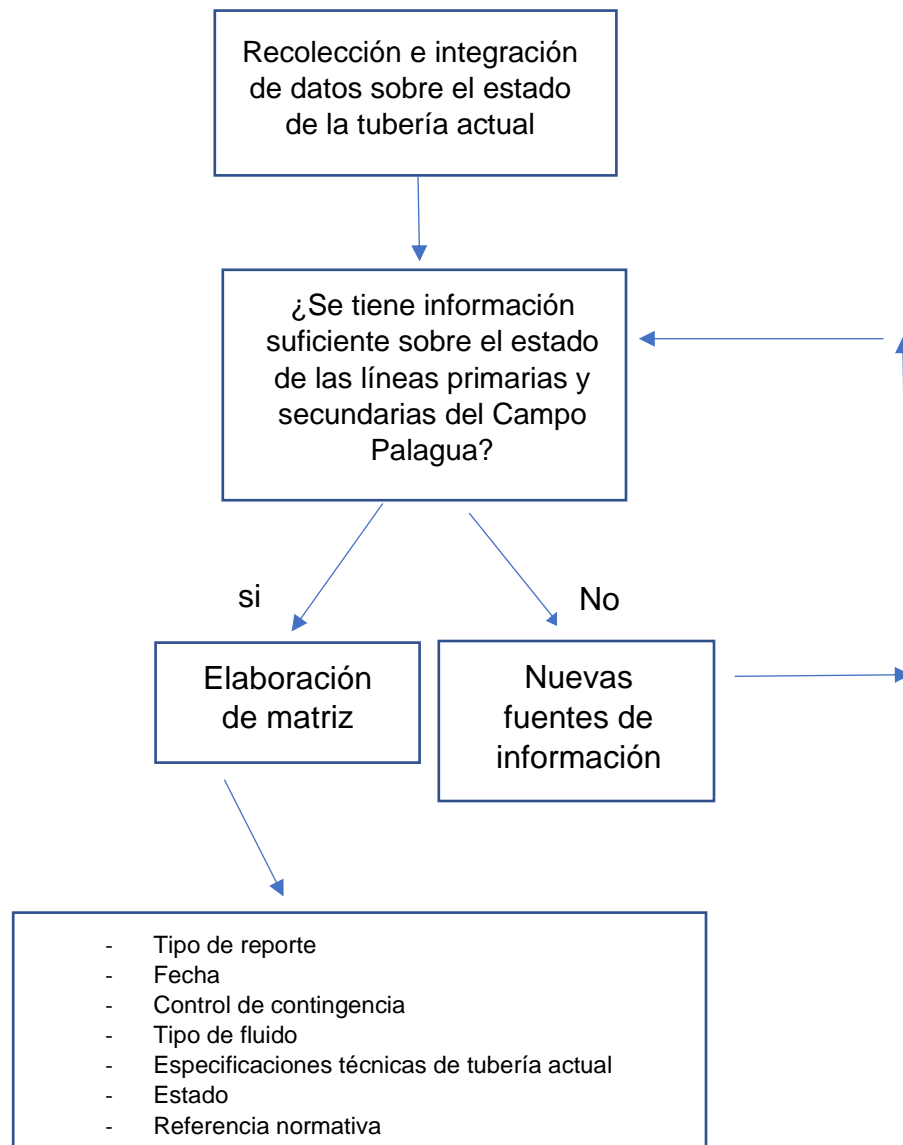 Recolección e integración
de datos sobre el estado
de la tubería actual
¿Se tiene información
suficiente sobre el estado
de las líneas primarias y
secundarias del Campo
Palagua?
si
No
Elaboración
de matriz
Nuevas
fuentes de
información
- Tipo de reporte
- Fecha
- Control de contingencia
- Tipo de fluido
- Especificaciones técnicas de tubería actual
- Estado
- Referencia normativa